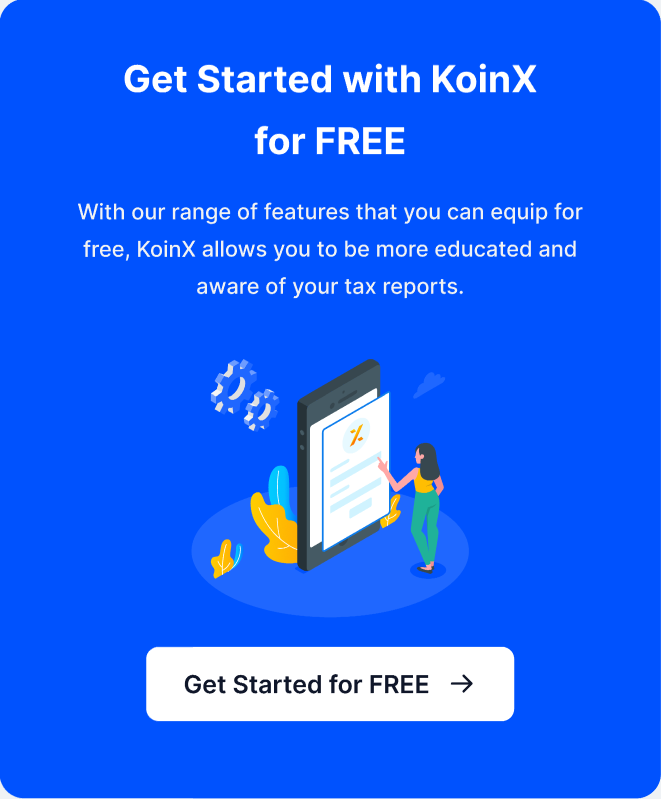 Get Started with KoinX
for FREE
With our range of features that you can equip for
free, KoinX allows you to be more educated and
aware of your tax reports.
Get Started for FREE →